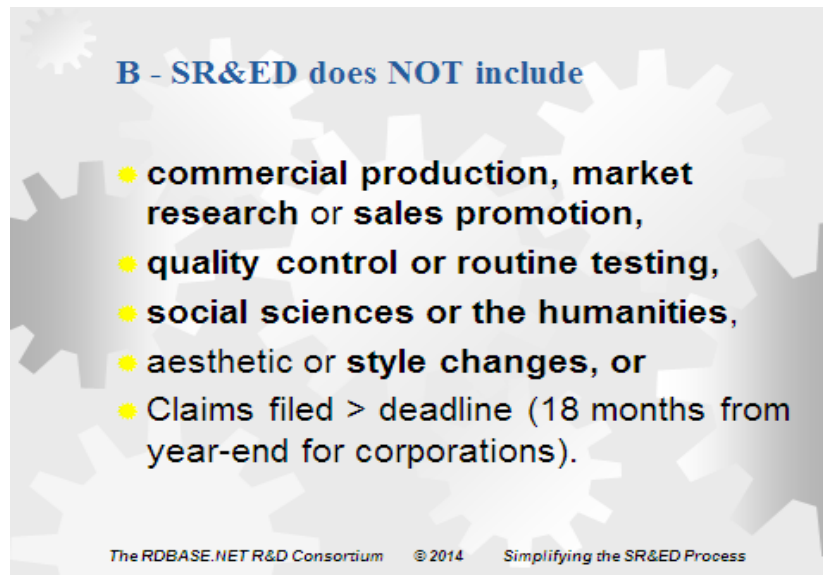 B - SR&ED does NOT include
commercial production, market
research or sales promotion,
quality control or routine testing,
social sciences or the humanities,
aesthetic or style changes, or
Claims filed > deadline (18 months from
year-end for corporations).
The RDBASE.NET R&D Consortium © 2014 Simplifying the SR&ED Process